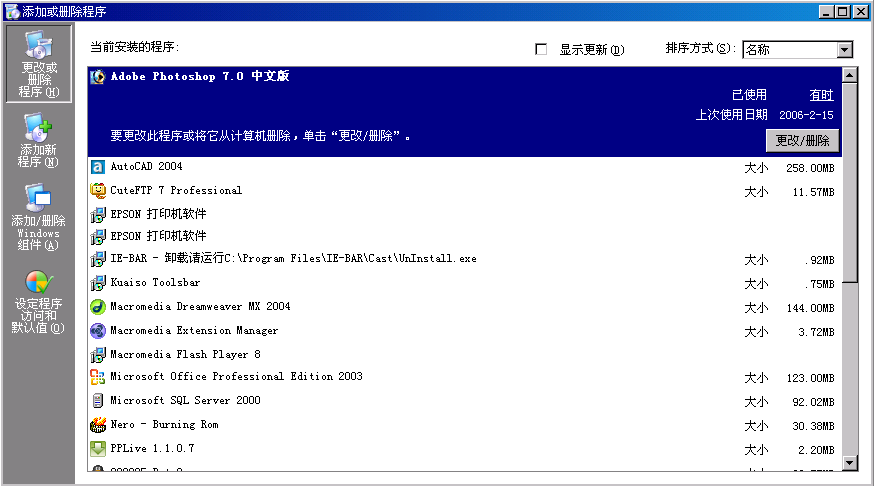 添加或删除程序
更改或
删除
程序(H)
添加新
程序(N)
添加/删除
Windows
组件(A)
设定程序
访问和
默认值(O)
当前安装的程序:
显示更新(D)
排序方式(S): 名称
Adobe Photoshop 7.0 中文版
已使用 有时
上次使用日期 2006-2-15
要更改此程序或将它从计算机删除，单击“更改/删除”。
更改/删除
AutoCAD 2004 大小 258.00MB
CuteFTP 7 Professional 大小 11.57MB
EPSON 打印机软件
EPSON 打印机软件
IE-BAR - 卸载请运行C:\Program Files\IE-BAR\Cast\UnInstall.exe 大小 .92MB
Kuaiso Toolsbar 大小 .75MB
Macromedia Dreamweaver MX 2004 大小 144.00MB
Macromedia Extension Manager 大小 3.72MB
Macromedia Flash Player 8
Microsoft Office Professional Edition 2003 大小 123.00MB
Microsoft SQL Server 2000 大小 92.02MB
Nero - Burning Rom 大小 30.38MB
PPLive 1.1.0.7 大小 2.20MB